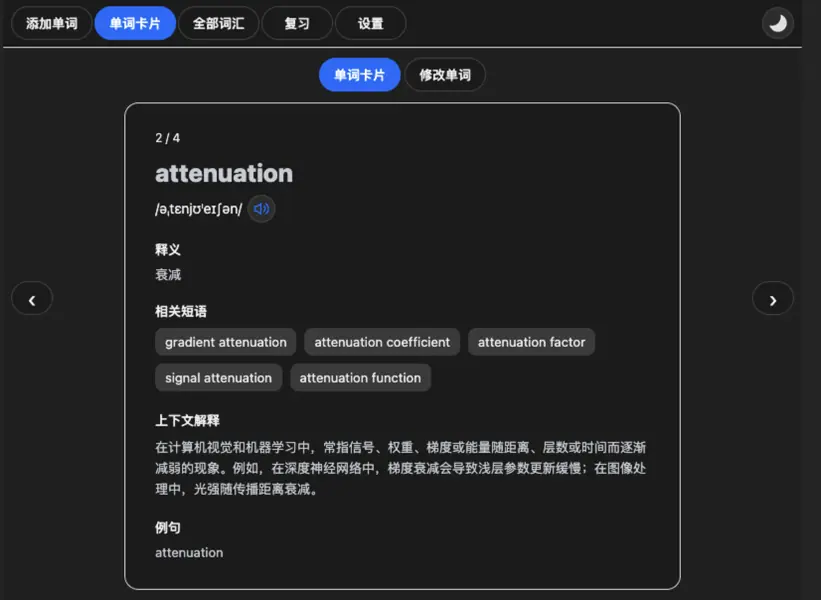 添加单词 单词卡片 全部词汇 复习 设置
单词卡片 修改单词
2 / 4
attenuation
/əˌtɛnjʊˈeɪʃən/
释义
衰减
相关短语
gradient attenuation attenuation coefficient attenuation factor
signal attenuation attenuation function
上下文解释
在计算机视觉和机器学习中，常指信号、权重、梯度或能量随距离、层数或时间而逐渐
减弱的现象。例如，在深度神经网络中，梯度衰减会导致浅层参数更新缓慢；在图像处
理中，光强随传播距离衰减。
例句
attenuation